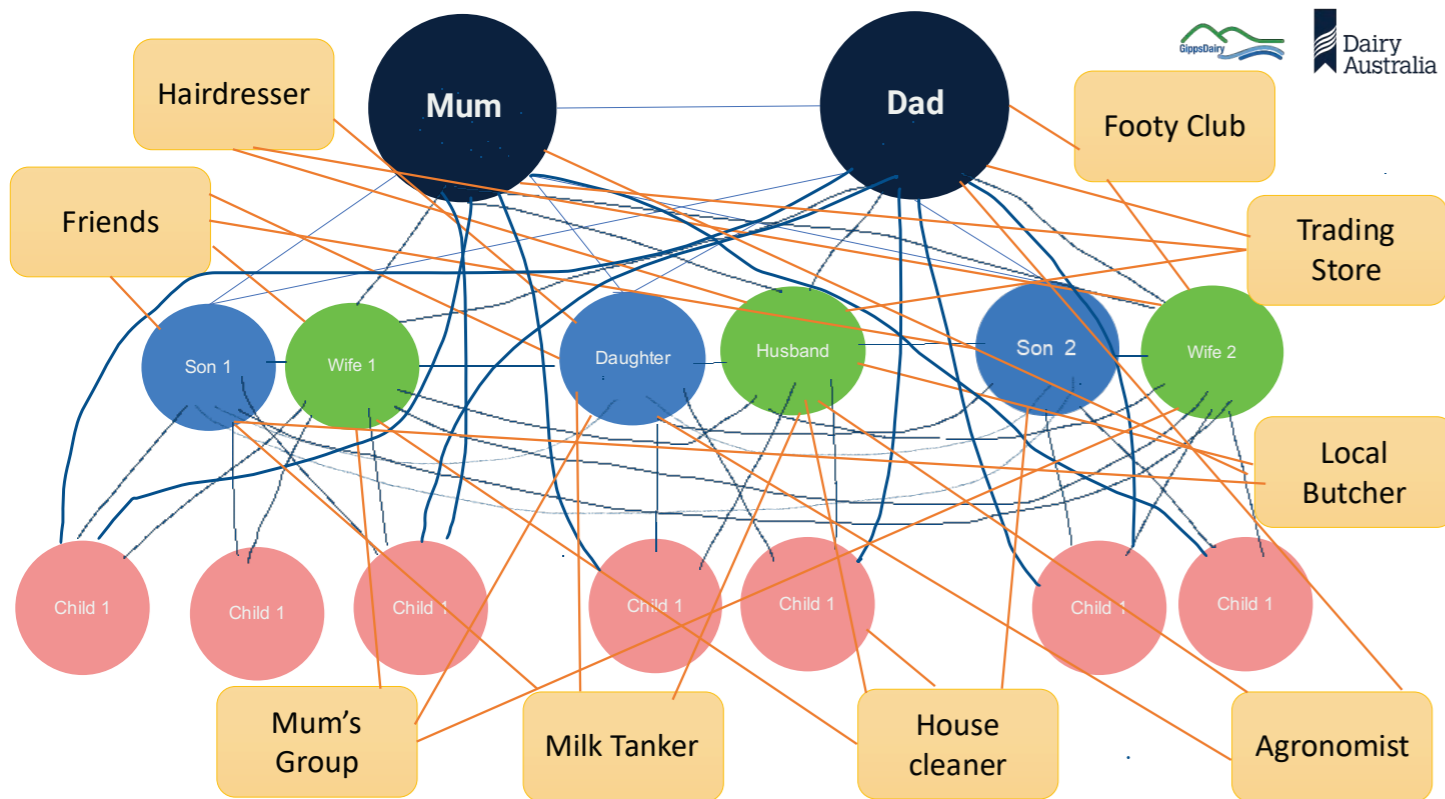 GippsDairy
Dairy
Australia
Hairdresser
Mum
Dad
Footy Club
Friends
Trading
Store
Son 1
Wife 1
Daughter
Husband
Son 2
Wife 2
Local
Butcher
Child 1
Child 1
Child 1
Child 1
Child 1
Child 1
Child 1
Mum's
Group
Milk Tanker
House
cleaner
Agronomist